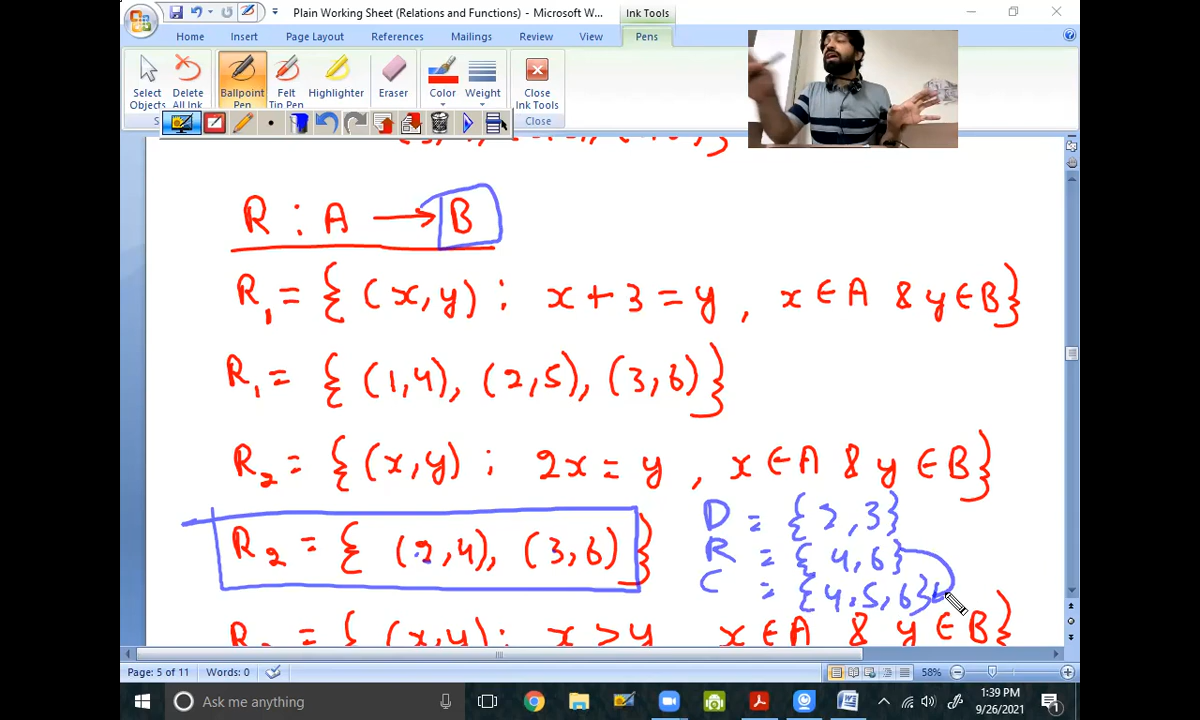 Plain Working Sheet (Relations and Functions) - Microsoft W...
Ink Tools
Home Insert Page Layout References Mailings Review View Pens
Select Objects
Delete All Ink
Ballpoint Pen
Felt Tip Pen
Highlighter
Eraser
Color
Weight
Close Ink Tools
Close
R : A → B
R₁ = { (x,y) : x + 3 = y , x ∈ A & y ∈ B}
R₁ = { (1,4), (2,5), (3,6) }
R₂ = {(x,y) : 2x = y , x ∈ A & y ∈ B}
R₂ = { (2,4), (3,6) }
D = {2,3}
R = {4,6}
C = {4,5,6}
= { (x,y): x > y x ∈ A & y ∈ B}
Page: 5 of 11 Words: 0 58%
Ask me anything
1:39 PM
9/26/2021